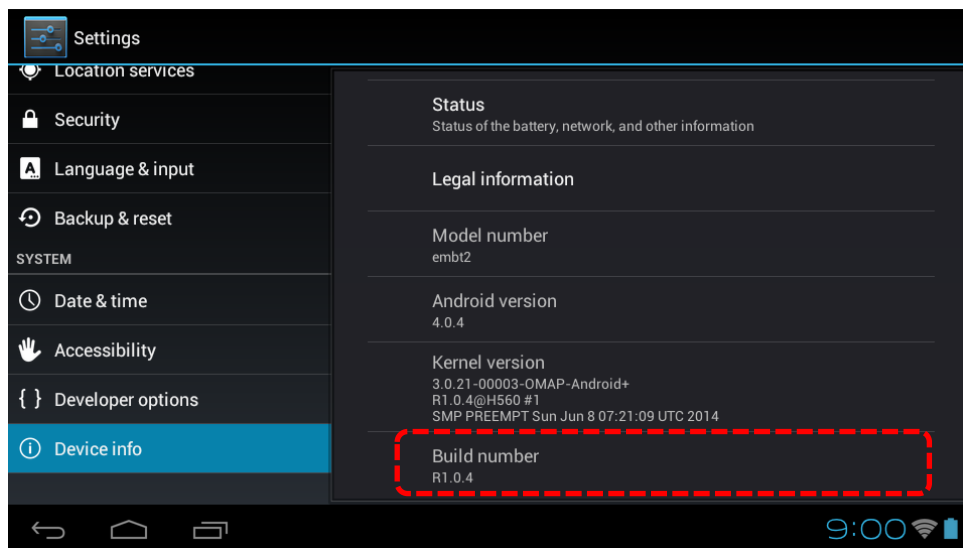 Settings
Location services
Security
Language & input
Backup & reset
SYSTEM
Date & time
Accessibility
{ } Developer options
Device info
Status
Status of the battery, network, and other information
Legal information
Model number
embt2
Android version
4.0.4
Kernel version
3.0.21-00003-OMAP-Android+
R1.0.4@H560 #1
SMP PREEMPT Sun Jun 8 07:21:09 UTC 2014
Build number
R1.0.4
9:00